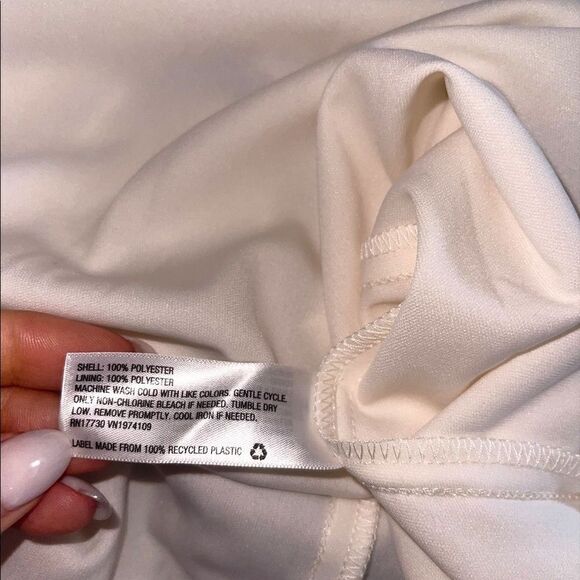 SHELL: 100% POLYESTER
LINING: 100% POLYESTER
MACHINE WASH COLD WITH LIKE COLORS. GENTLE CYCLE.
ONLY NON-CHLORINE BLEACH IF NEEDED. TUMBLE DRY
LOW. REMOVE PROMPTLY. COOL IRON IF NEEDED.
RN17730 VN1974109
LABEL MADE FROM 100% RECYCLED PLASTIC